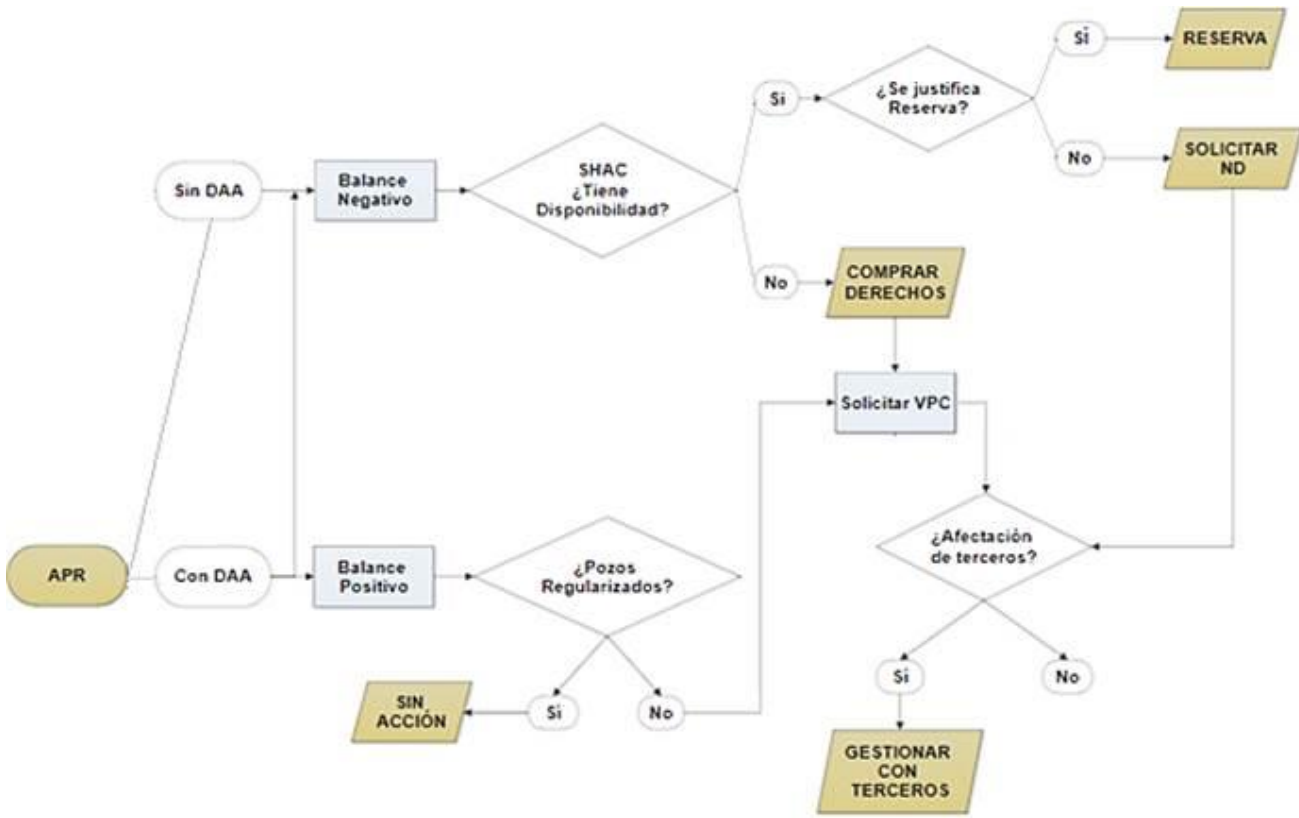 Si
RESERVA
Si
¿Se justifica
Reserva?
No
SOLICITAR
ND
Sin DAA
Balance
Negativo
SHAC
¿Tiene
Disponibilidad?
No
COMPRAR
DERECHOS
Solicitar VPC
APR
Con DAA
Balance
Positivo
¿Pozos
Regularizados?
¿Afectación
de terceros?
SIN
ACCIÓN
Si
No
Si
No
GESTIONAR
CON
TERCEROS